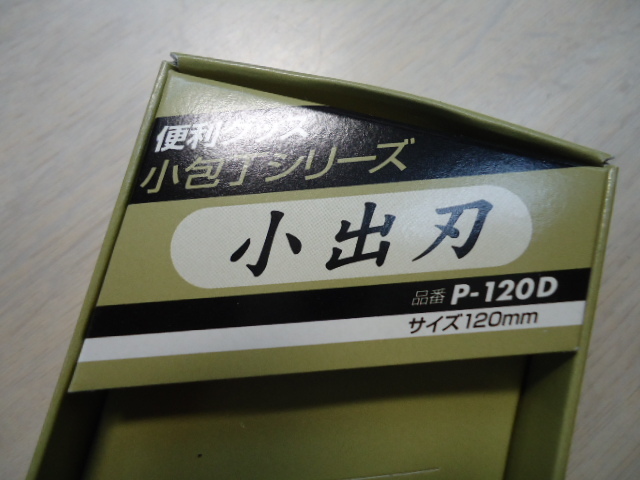 便利グッズ
小包丁シリーズ
小出刃
品番 P-120D
サイズ120mm